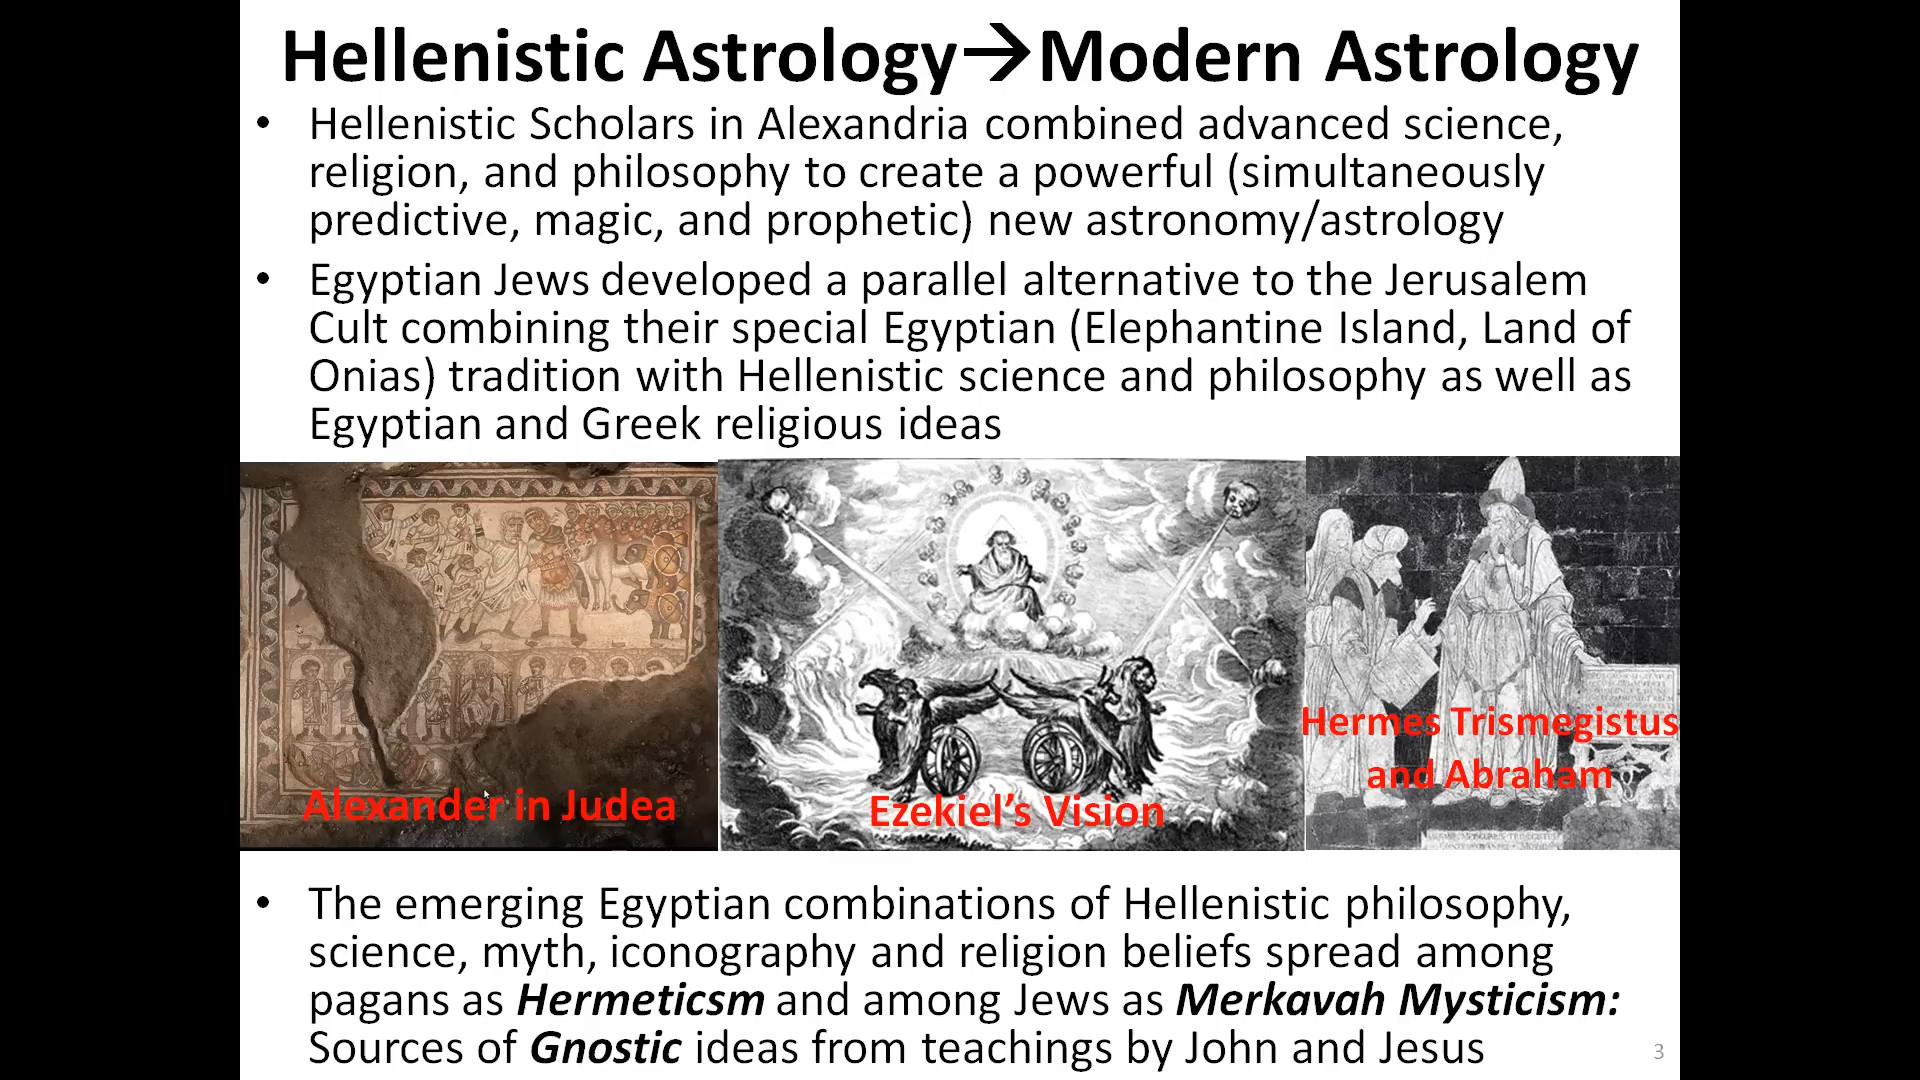 Hellenistic Astrology→Modern Astrology
• Hellenistic Scholars in Alexandria combined advanced science,
religion, and philosophy to create a powerful (simultaneously
predictive, magic, and prophetic) new astronomy/astrology
• Egyptian Jews developed a parallel alternative to the Jerusalem
Cult combining their special Egyptian (Elephantine Island, Land of
Onias) tradition with Hellenistic science and philosophy as well as
Egyptian and Greek religious ideas
Alexander in Judea
Ezekiel’s Vision
Hermes Trismegistus
and Abraham
• The emerging Egyptian combinations of Hellenistic philosophy,
science, myth, iconography and religion beliefs spread among
pagans as Hermeticsm and among Jews as Merkavah Mysticism:
Sources of Gnostic ideas from teachings by John and Jesus
3